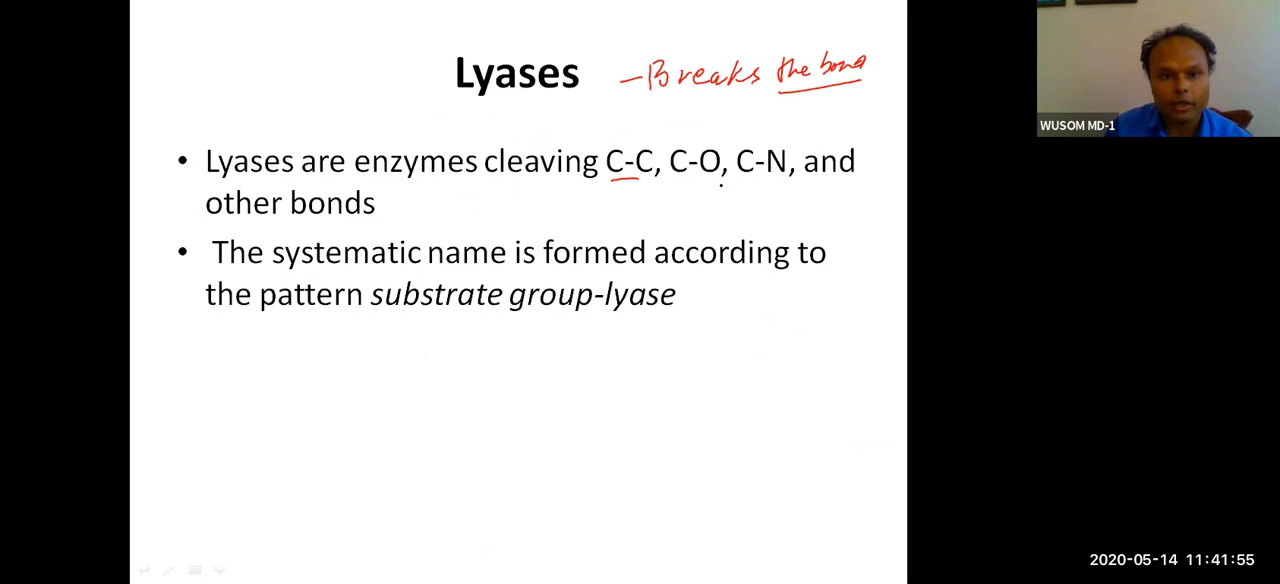 Lyases – Breaks the bond
• Lyases are enzymes cleaving C-C, C-O, C-N, and
other bonds
• The systematic name is formed according to
the pattern substrate group-lyase
WUSOM MD-1
2020-05-14 11:41:55